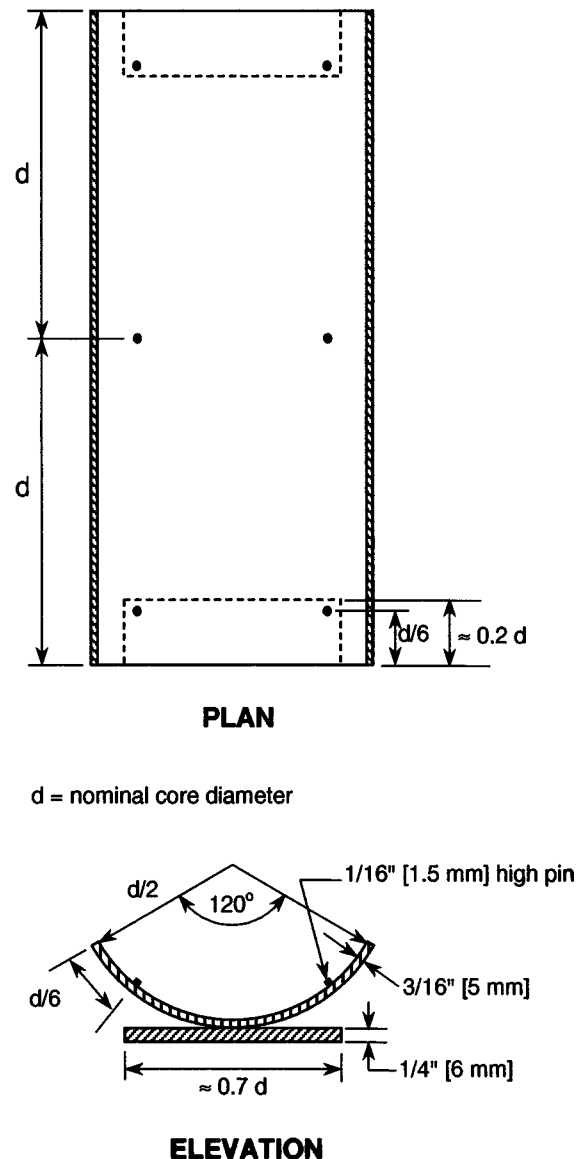 d
d
d/6
≈ 0.2 d
PLAN
d = nominal core diameter
d/2
120°
1/16" [1.5 mm] high pin
d/6
3/16" [5 mm]
1/4" [6 mm]
≈ 0.7 d
ELEVATION